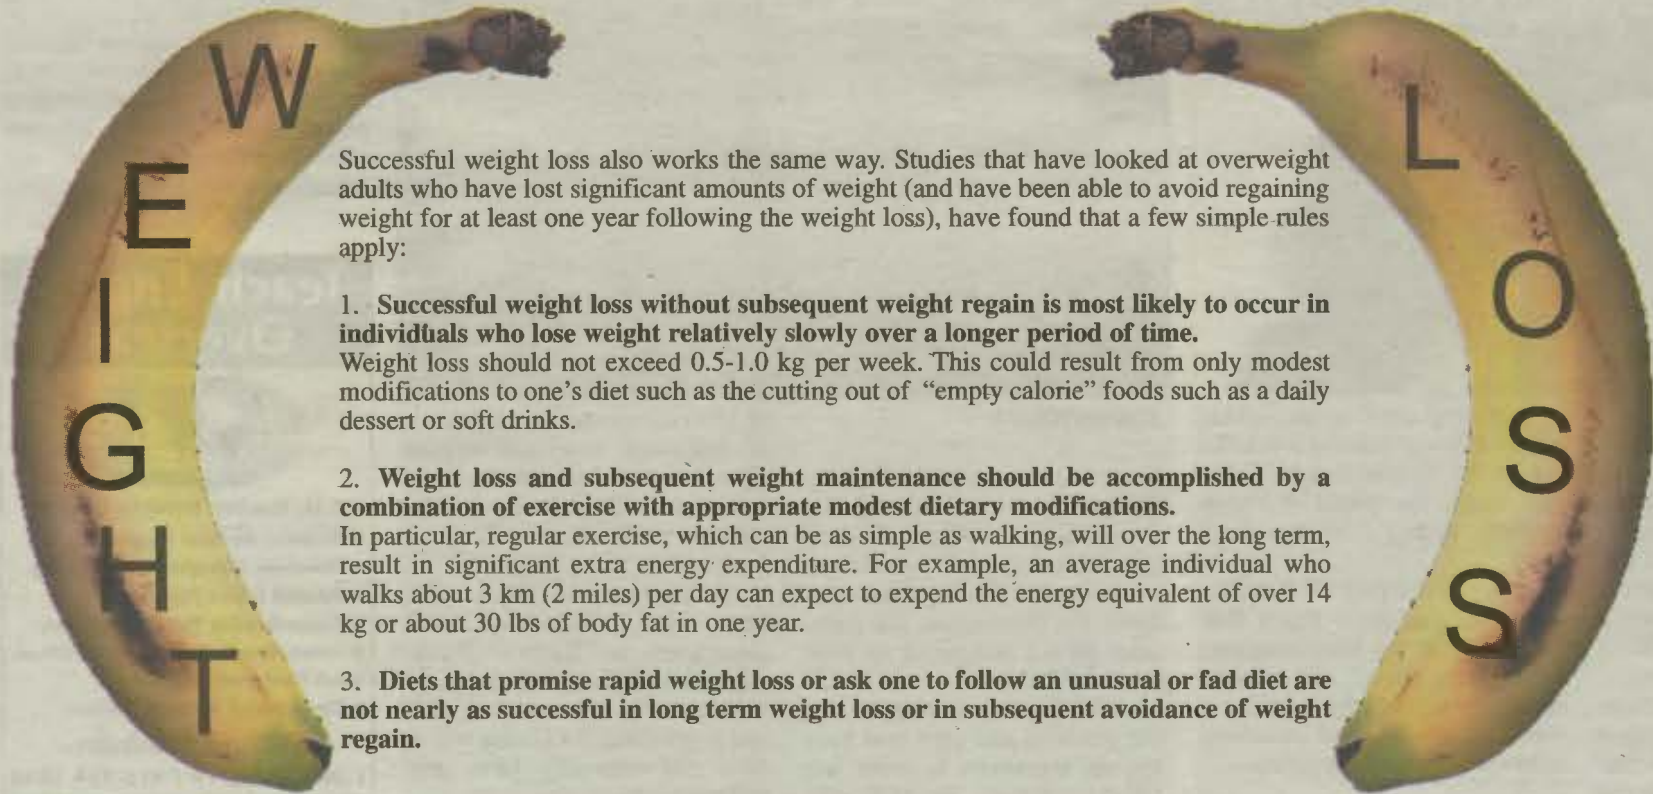 WEIGHT
LOSS
Successful weight loss also works the same way. Studies that have looked at overweight
adults who have lost significant amounts of weight (and have been able to avoid regaining
weight for at least one year following the weight loss), have found that a few simple rules
apply:
1. Successful weight loss without subsequent weight regain is most likely to occur in
individuals who lose weight relatively slowly over a longer period of time.
Weight loss should not exceed 0.5-1.0 kg per week. This could result from only modest
modifications to one's diet such as the cutting out of “empty calorie” foods such as a daily
dessert or soft drinks.
2. Weight loss and subsequent weight maintenance should be accomplished by a
combination of exercise with appropriate modest dietary modifications.
In particular, regular exercise, which can be as simple as walking, will over the long term,
result in significant extra energy expenditure. For example, an average individual who
walks about 3 km (2 miles) per day can expect to expend the energy equivalent of over 14
kg or about 30 lbs of body fat in one year.
3. Diets that promise rapid weight loss or ask one to follow an unusual or fad diet are
not nearly as successful in long term weight loss or in subsequent avoidance of weight
regain.